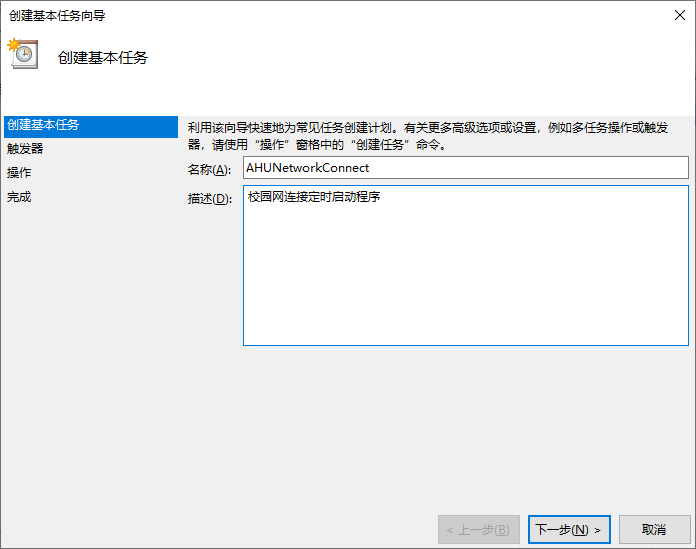 创建基本任务向导
创建基本任务
创建基本任务
触发器
操作
完成
利用该向导快速地为常见任务创建计划。有关更多高级选项或设置，例如多任务操作或触发
器，请使用“操作”窗格中的“创建任务”命令。
名称(A): AHUNetworkConnect
描述(D): 校园网连接定时启动程序
< 上一步(B) 下一步(N) > 取消